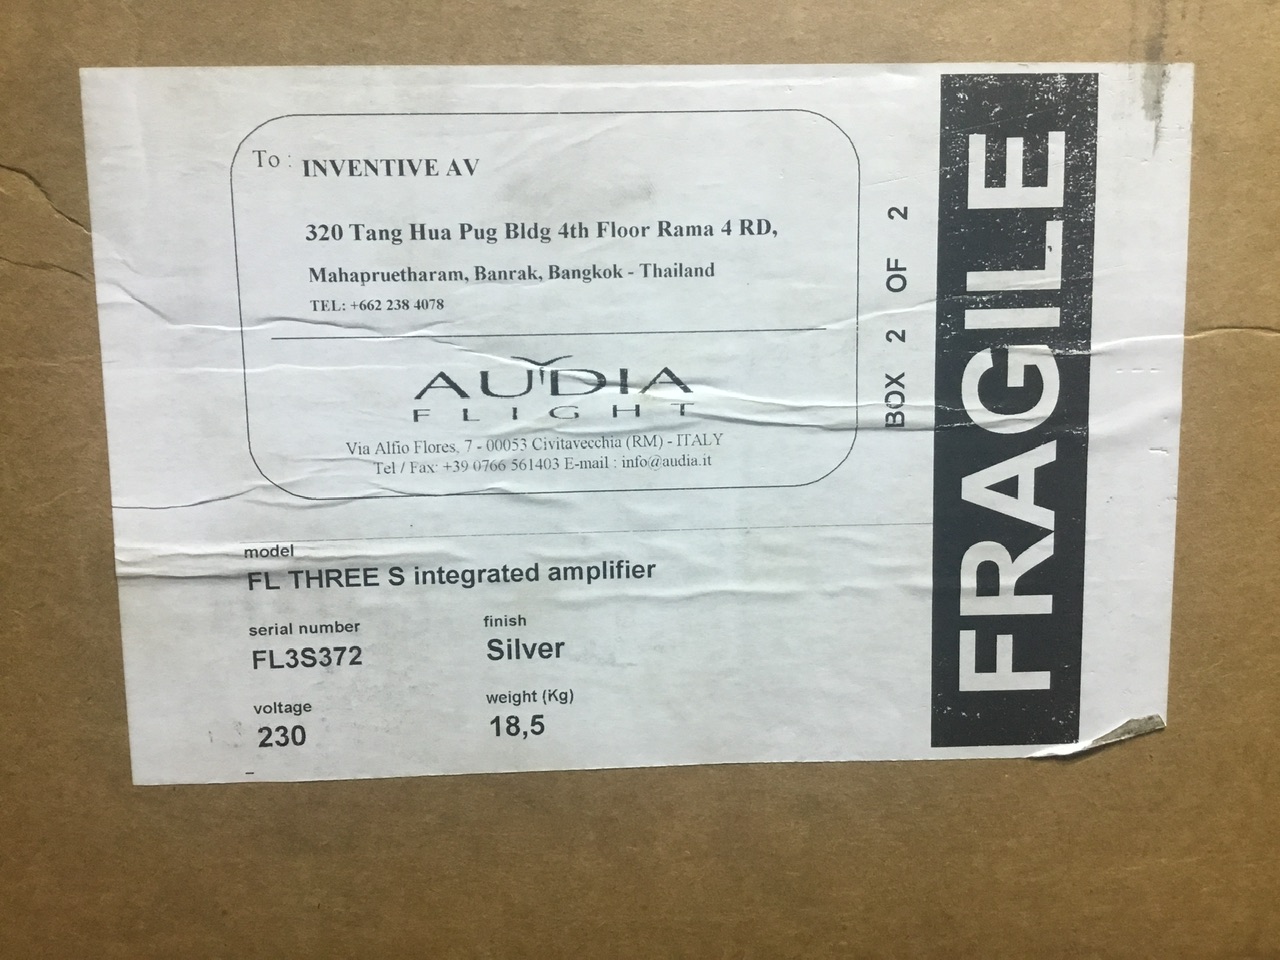 To : INVENTIVE AV
320 Tang Hua Pug Bldg 4th Floor Rama 4 RD,
Mahapruetharam, Banrak, Bangkok - Thailand
TEL: +662 238 4078
AUDIA
FLIGHT
Via Alfio Flores, 7 - 00053 Civitavecchia (RM) - ITALY
Tel / Fax: +39 0766 561403 E-mail : info@audia.it
BOX 2 OF 2
FRAGILE
model
FL THREE S integrated amplifier
serial number
FL3S372
finish
Silver
voltage
230
weight (Kg)
18,5